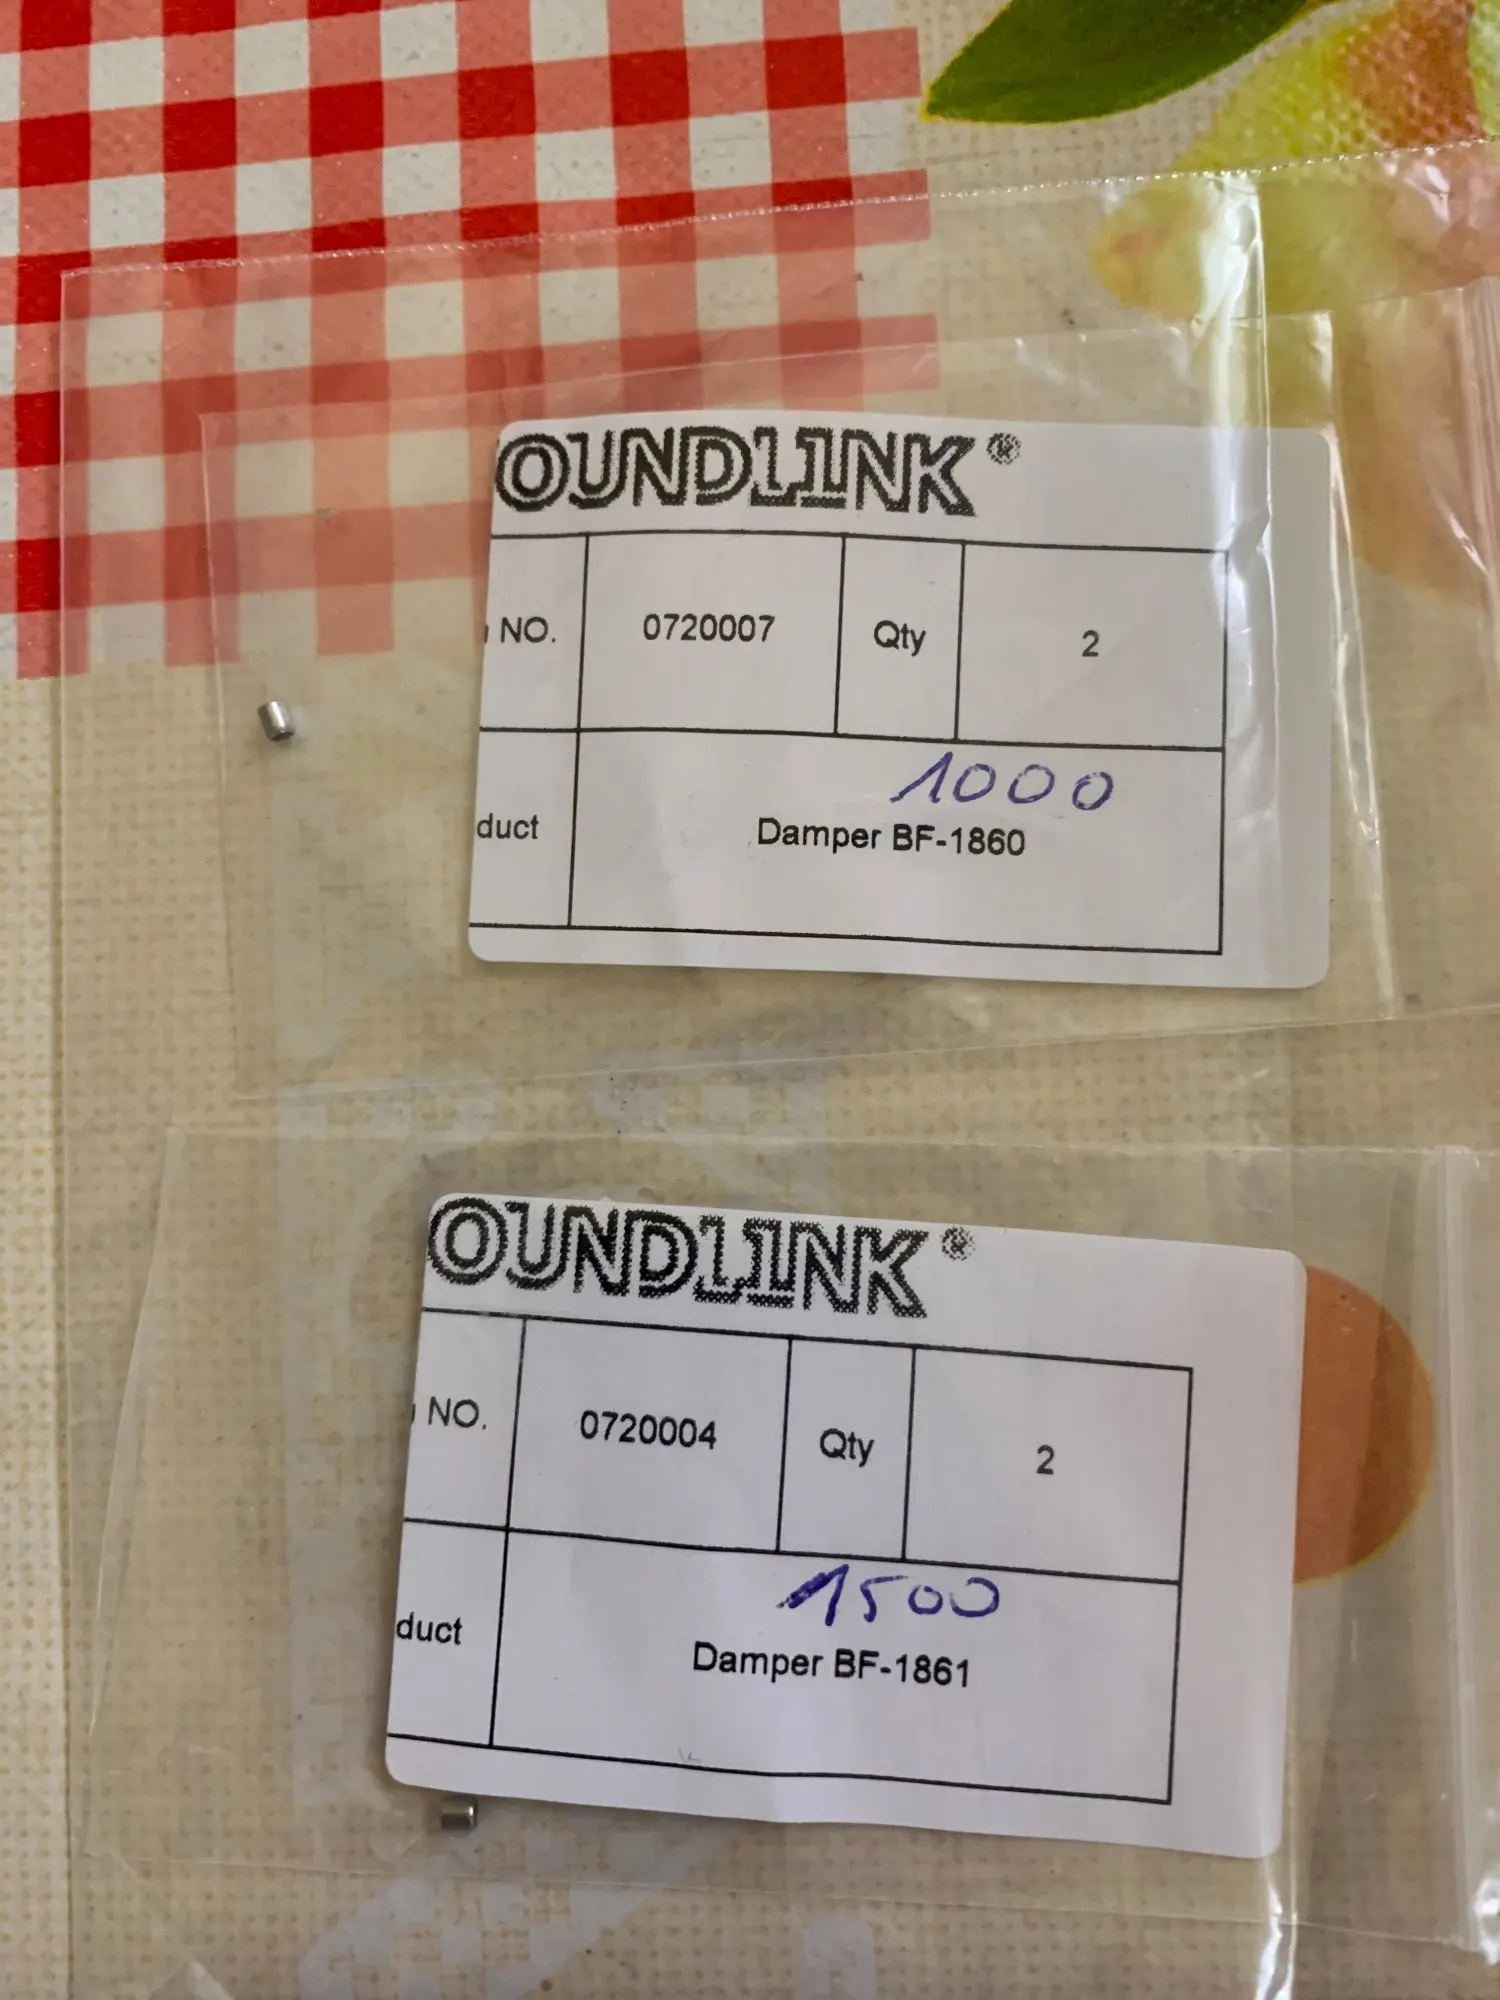 OUNDLINK®
NO. 0720007 Qty 2
1000
duct Damper BF-1860
OUNDLINK®
NO. 0720004 Qty 2
1500
duct Damper BF-1861